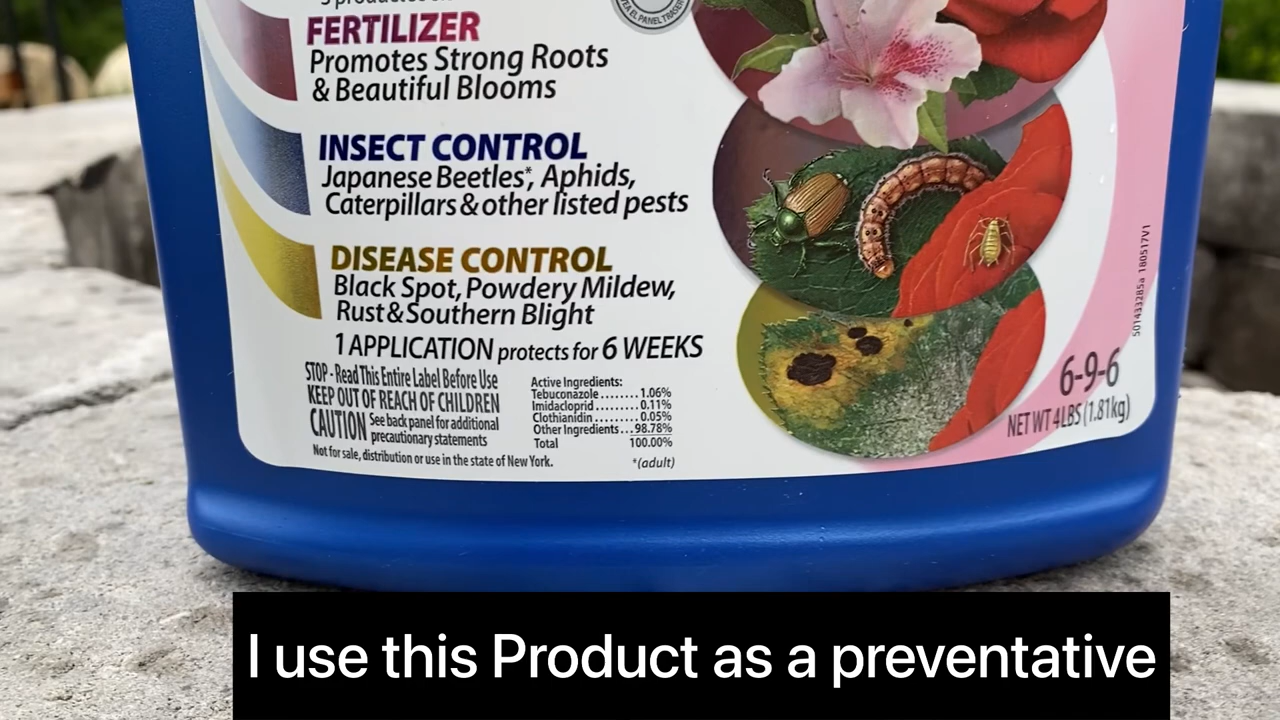 FERTILIZER
Promotes Strong Roots
& Beautiful Blooms
INSECT CONTROL
Japanese Beetles*, Aphids,
Caterpillars & other listed pests
DISEASE CONTROL
Black Spot, Powdery Mildew,
Rust & Southern Blight
1 APPLICATION protects for 6 WEEKS
STOP - Read This Entire Label Before Use
KEEP OUT OF REACH OF CHILDREN
CAUTION See back panel for additional
precautionary statements
Not for sale, distribution or use in the state of New York.
Active Ingredients:
Tebuconazole........1.06%
Imidacloprid.........0.11%
Clothianidin.........0.05%
Other Ingredients...98.78%
Total 100.00%
*(adult)
6-9-6
NET WT 4LBS (1.81kg)
I use this Product as a preventative